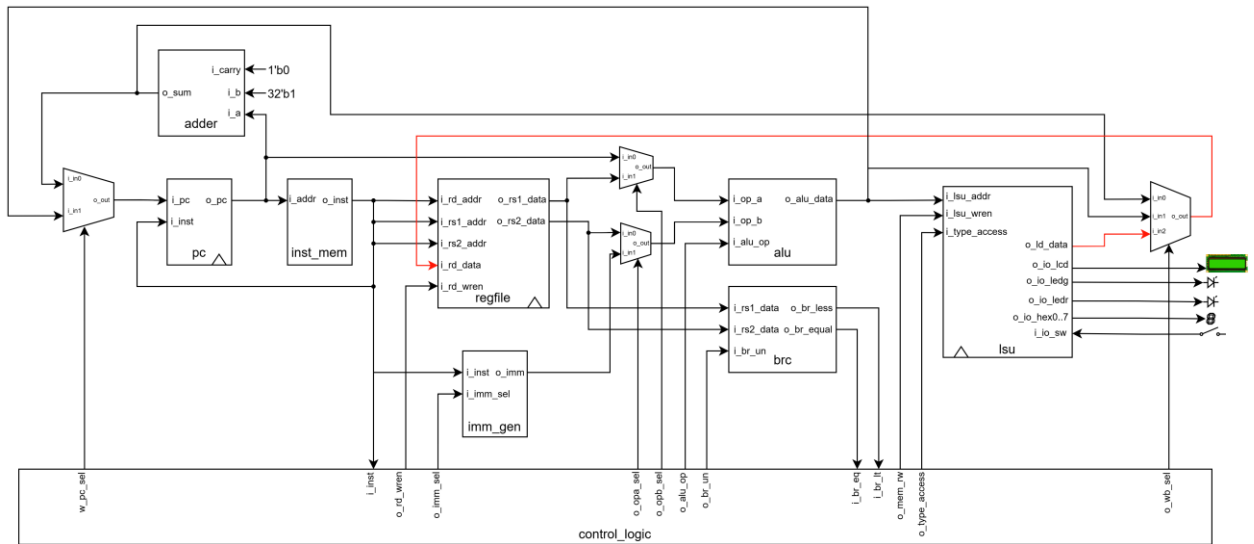 i_carry
1'b0
o_sum
i_b
32'b1
i_a
adder
i_in0
o_out
i_in1
i_pc
o_pc
i_inst
pc
i_addr
o_inst
inst_mem
i_rd_addr
o_rs1_data
i_rs1_addr
o_rs2_data
i_rs2_addr
i_rd_data
i_rd_wren
regfile
i_inst
o_imm
i_imm_sel
imm_gen
i_in0
o_out
i_in1
i_in0
o_out
i_in1
i_op_a
o_alu_data
i_op_b
i_alu_op
alu
i_rs1_data
o_br_less
i_rs2_data
o_br_equal
i_br_un
brc
i_lsu_addr
i_lsu_wren
i_type_access
o_ld_data
o_io_lcd
o_io_ledg
o_io_ledr
o_io_hex0..7
i_io_sw
lsu
i_in0
i_in1
o_out
i_in2
w_pc_sel
i_inst
o_rd_wren
o_imm_sel
o_opa_sel
o_opb_sel
o_alu_op
o_br_un
i_br_eq
i_br_lt
o_mem_rw
o_type_access
o_wb_sel
control_logic